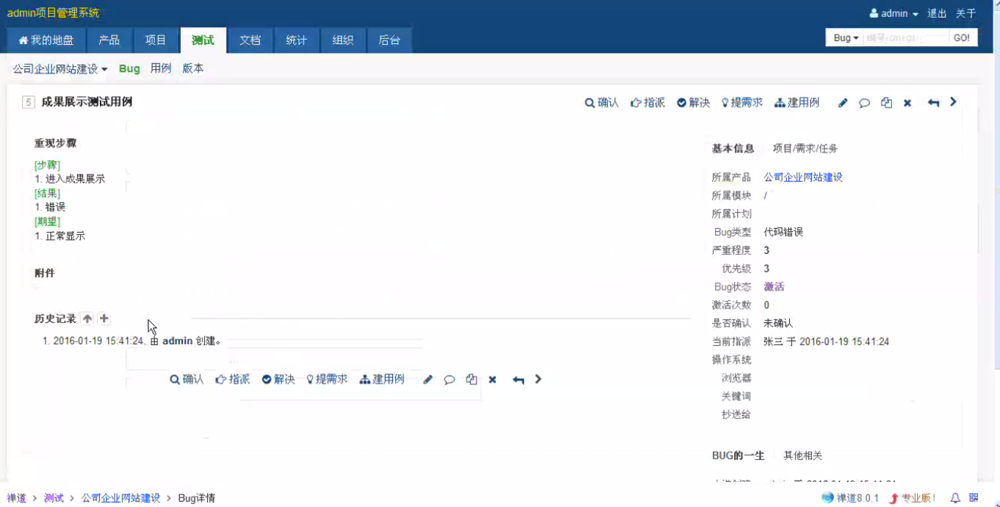 admin项目管理系统
admin 退出 关于
我的地盘 产品 项目 测试 文档 统计 组织 后台
Bug GO!
公司企业网站建设 Bug 用例 版本
5 成果展示测试用例
确认 指派 解决 提需求 建用例
重现步骤
[步骤]
1. 进入成果展示
[结果]
1. 错误
[期望]
1. 正常显示
附件
历史记录
1. 2016-01-19 15:41:24, 由 admin 创建。
确认 指派 解决 提需求 建用例
基本信息 项目/需求/任务
所属产品 公司企业网站建设
所属模块 /
所属计划
Bug类型 代码错误
严重程度 3
优先级 3
Bug状态 激活
激活次数 0
是否确认 未确认
当前指派 张三 于 2016-01-19 15:41:24
操作系统
浏览器
关键词
抄送给
BUG的一生 其他相关
禅道 > 测试 > 公司企业网站建设 > Bug详情
禅道8.0.1 专业版!